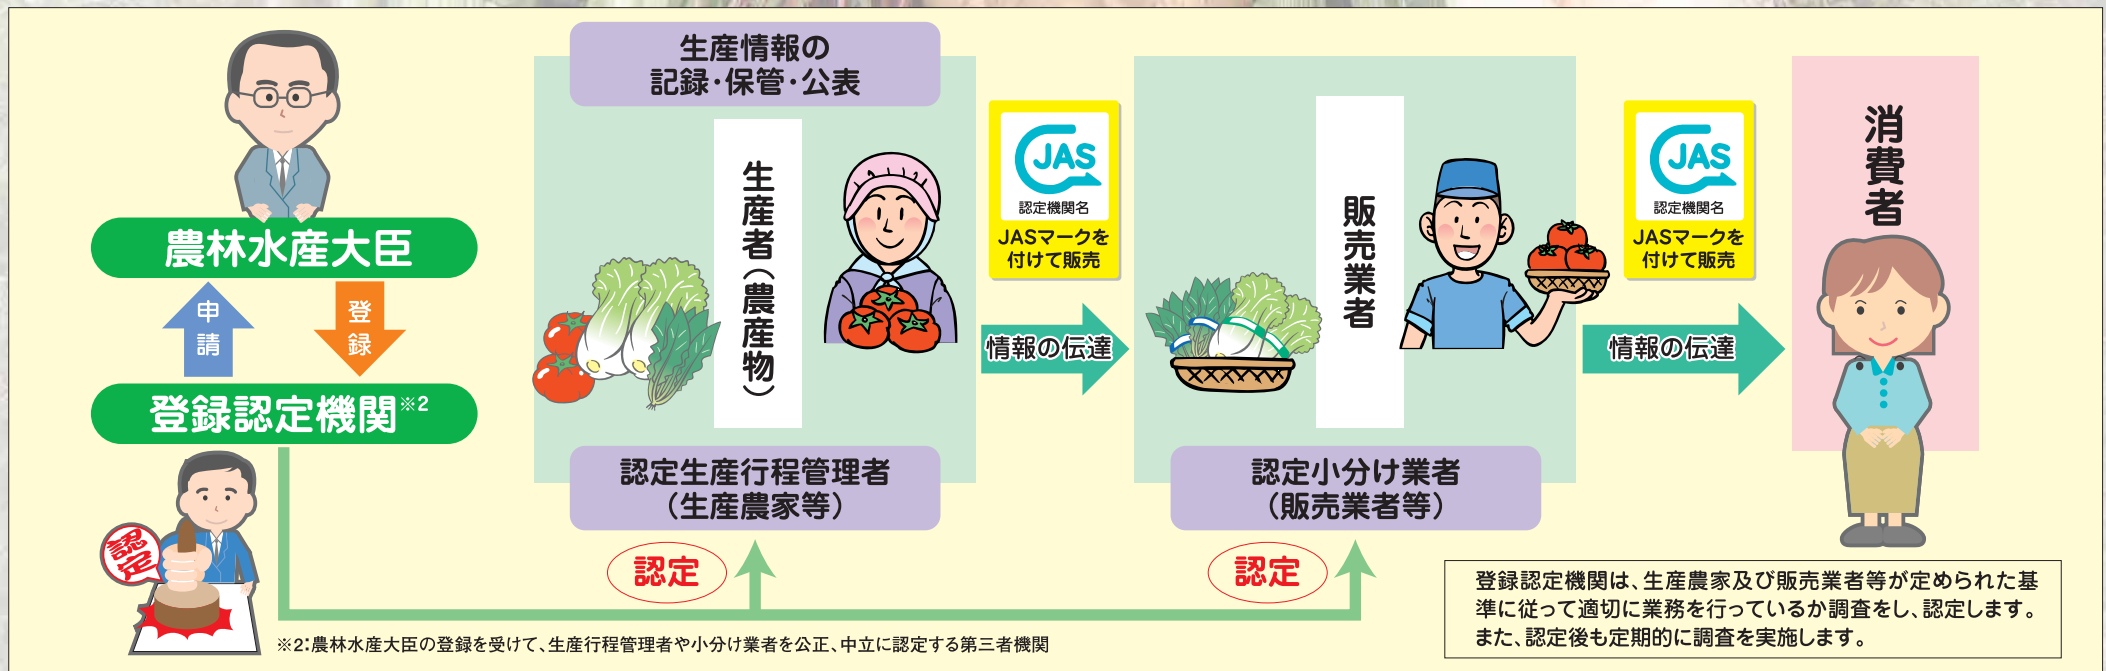 農林水産大臣
申請
登録
登録認定機関※2
認定
生産情報の
記録・保管・公表
生産者(農産物)
認定生産行程管理者
(生産農家等)
認定
JAS
認定機関名
JASマークを
付けて販売
情報の伝達
販売業者
認定小分け業者
(販売業者等)
認定
JAS
認定機関名
JASマークを
付けて販売
情報の伝達
消費者
登録認定機関は、生産農家及び販売業者等が定められた基
準に従って適切に業務を行っているか調査をし、認定します。
また、認定後も定期的に調査を実施します。
※2:農林水産大臣の登録を受けて、生産行程管理者や小分け業者を公正、中立に認定する第三者機関